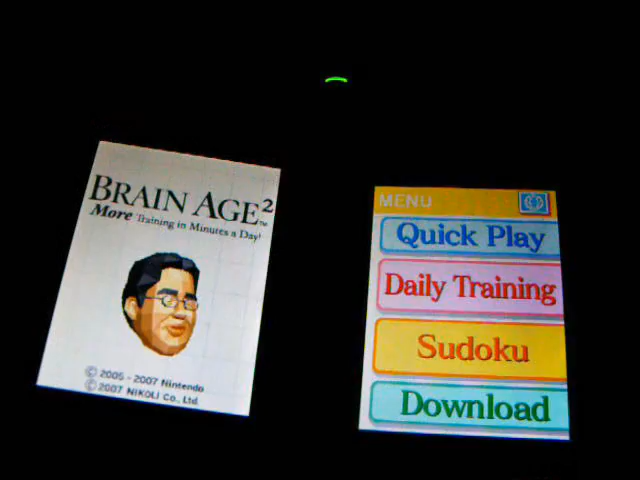 BRAIN AGE²™
More Training in Minutes a Day!
© 2005 - 2007 Nintendo
© 2007 NIKOLI Co., Ltd.
MENU
Quick Play
Daily Training
Sudoku
Download